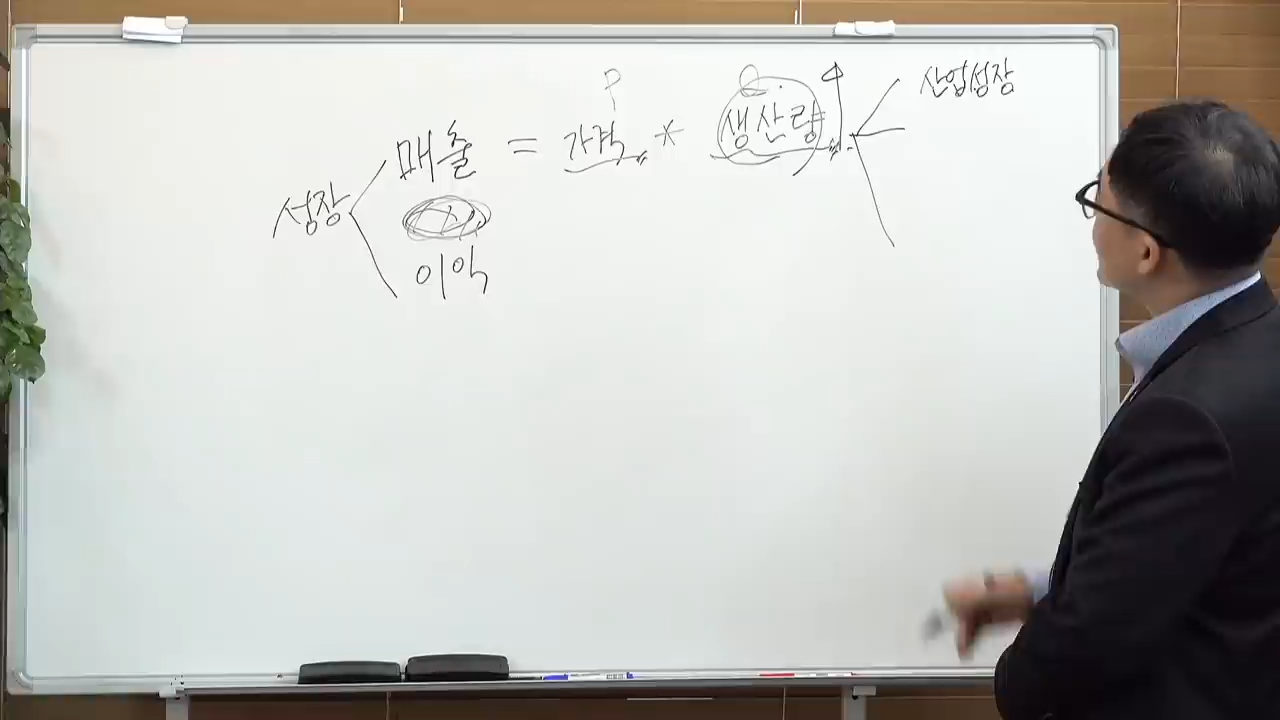 P Q
산업성장
매출 = 가격 * 생산량
성장
이익